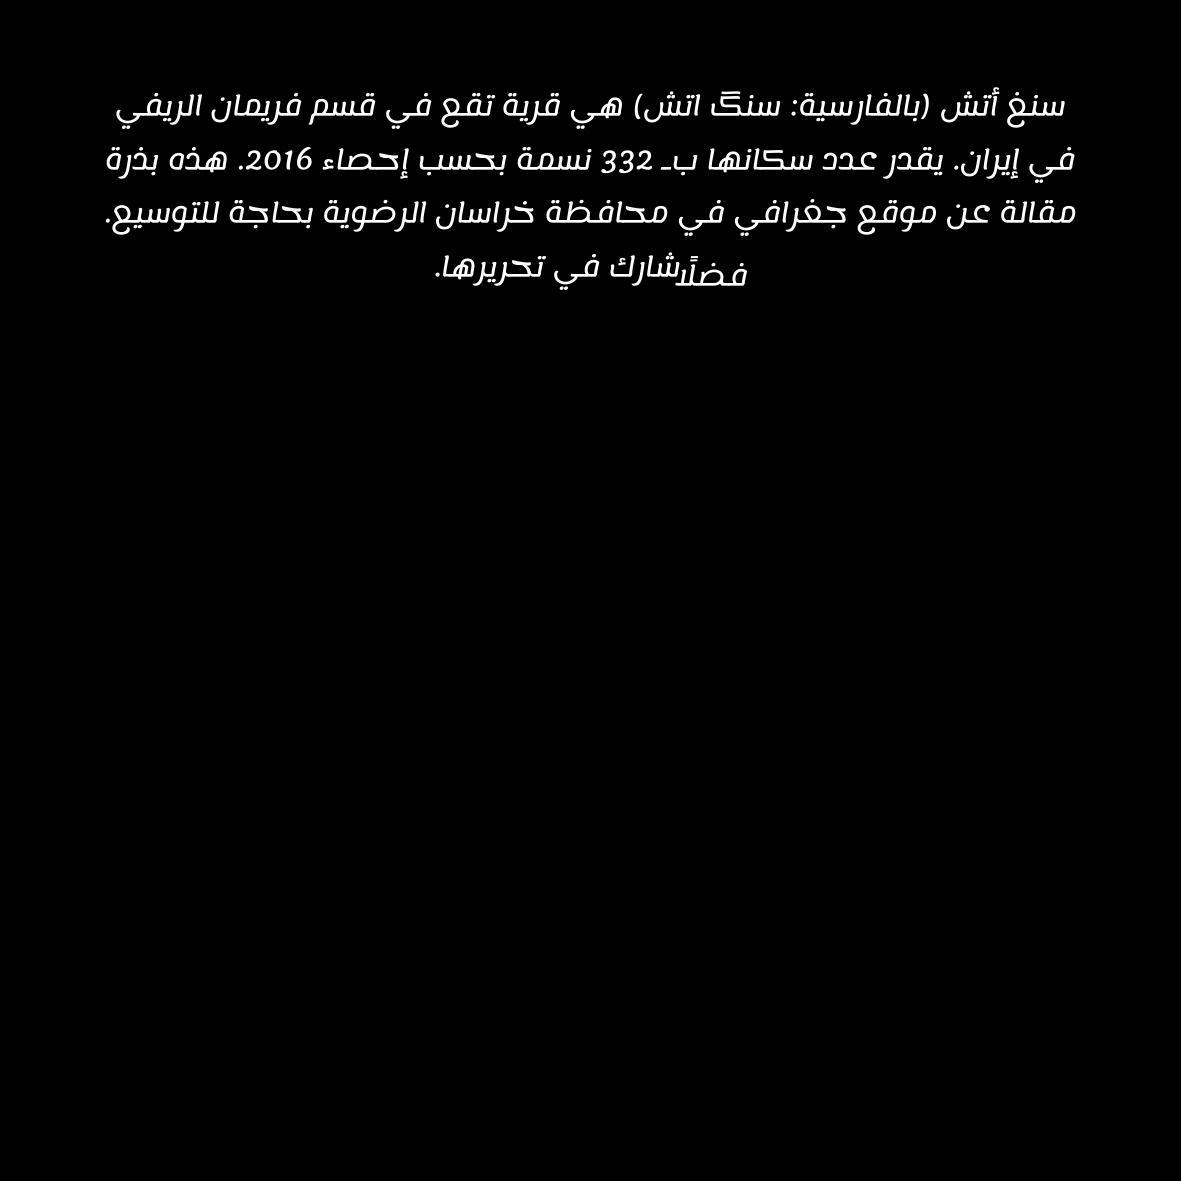 سنغ أتش (بالفارسية: سنگ اتش) هي قرية تقع في قسم فريمان الريفي
في إيران. يقدر عدد سكانها بـ 332 نسمة بحسب إحصاء 2016. هذه بذرة
مقالة عن موقع جغرافي في محافظة خراسان الرضوية بحاجة للتوسيع.
فضلًا شارك في تحريرها.